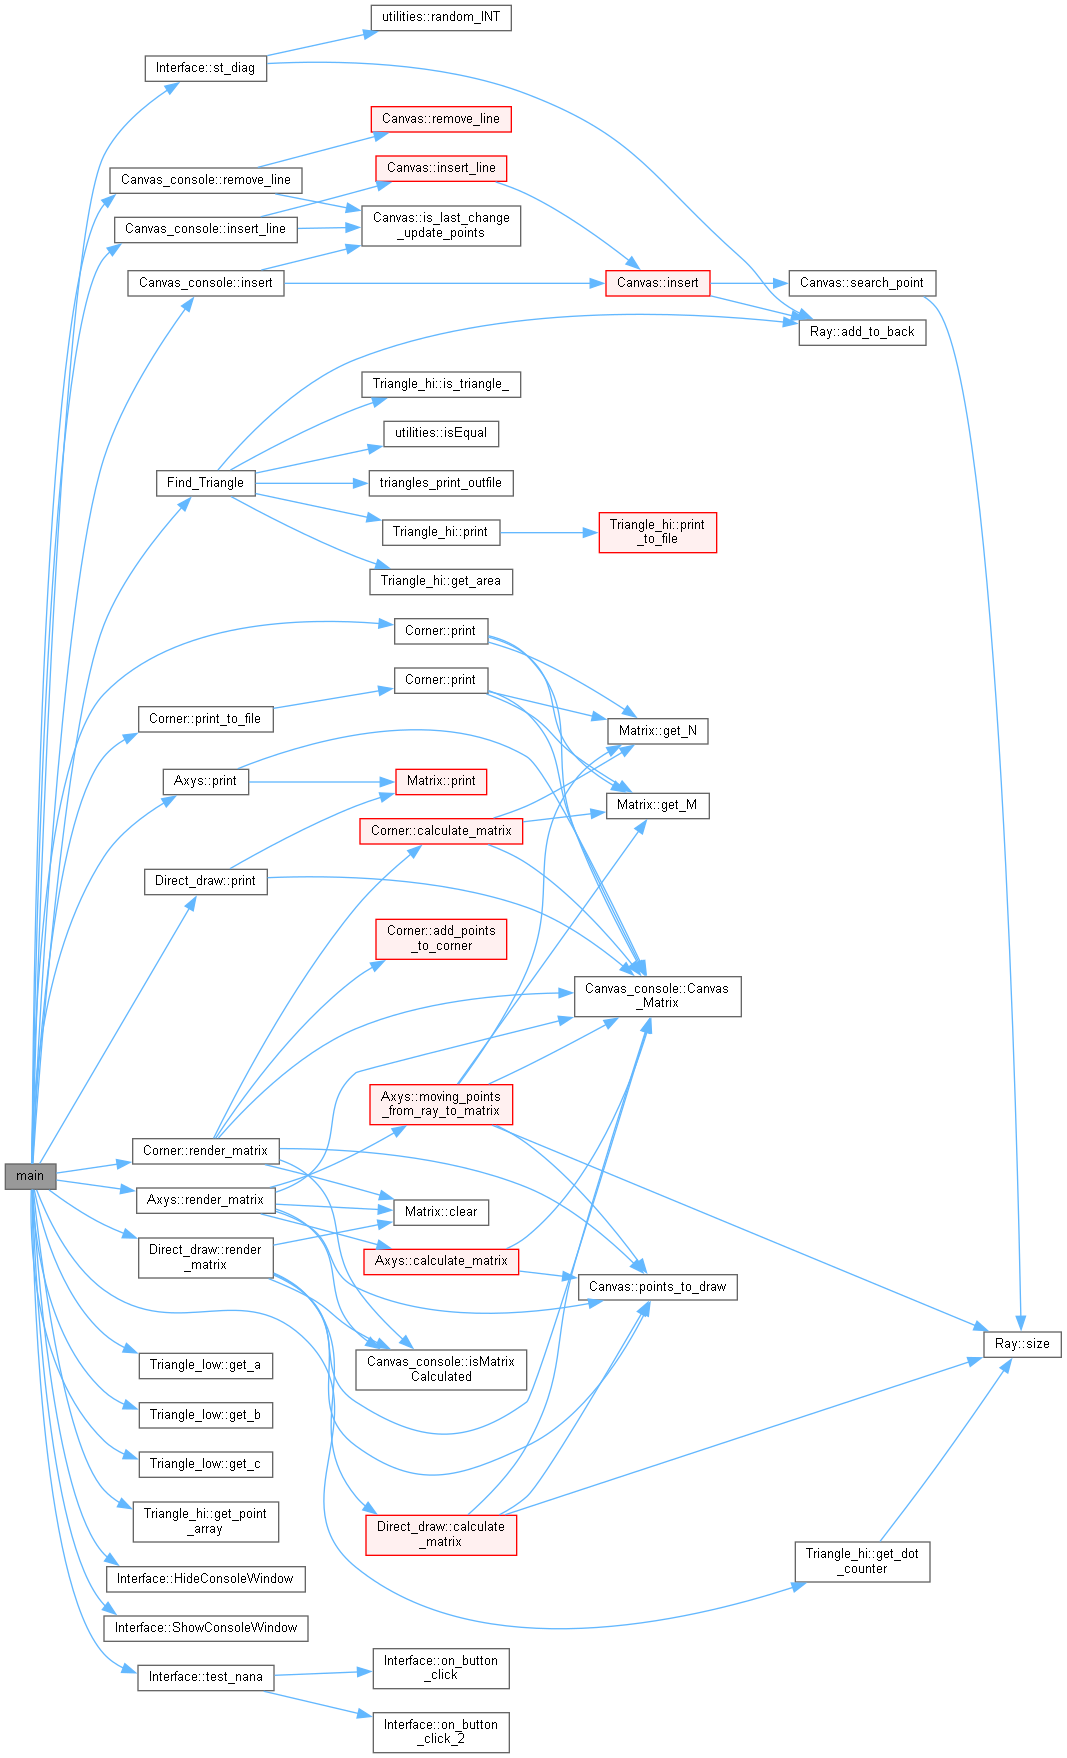 utilities::random_INT
Interface::st_diag
Canvas::remove_line
Canvas::insert_line
Canvas_console::remove_line
Canvas::is_last_change
_update_points
Canvas_console::insert_line
Canvas_console::insert
Canvas::insert
Canvas::search_point
Ray::add_to_back
Triangle_hi::is_triangle_
utilities::isEqual
Find_Triangle
triangles_print_outfile
Triangle_hi::print
Triangle_hi::print
_to_file
Triangle_hi::get_area
Corner::print
Corner::print
Corner::print_to_file
Matrix::get_N
Axys::print
Matrix::print
Matrix::get_M
Corner::calculate_matrix
Direct_draw::print
Corner::add_points
_to_corner
Canvas_console::Canvas
_Matrix
Axys::moving_points
_from_ray_to_matrix
Corner::render_matrix
main
Axys::render_matrix
Matrix::clear
Direct_draw::render
_matrix
Axys::calculate_matrix
Canvas::points_to_draw
Ray::size
Canvas_console::isMatrix
Calculated
Triangle_low::get_a
Triangle_low::get_b
Triangle_low::get_c
Triangle_hi::get_point
_array
Direct_draw::calculate
_matrix
Triangle_hi::get_dot
_counter
Interface::HideConsoleWindow
Interface::ShowConsoleWindow
Interface::test_nana
Interface::on_button
_click
Interface::on_button
_click_2